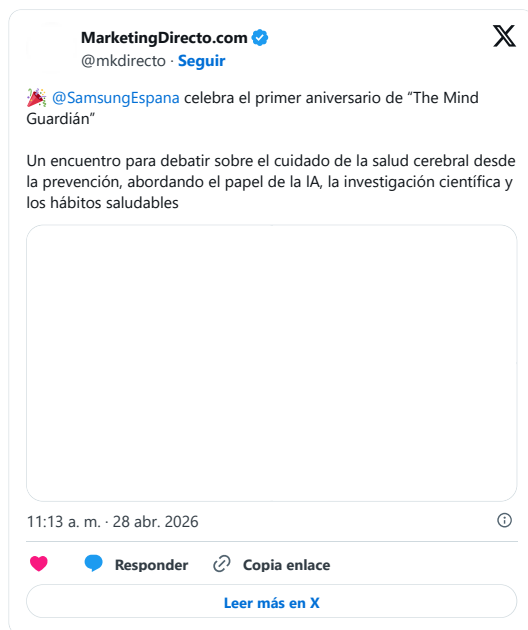 MarketingDirecto.com
@mkdirecto · Seguir
🎉 @SamsungEspana celebra el primer aniversario de “The Mind
Guardián”
Un encuentro para debatir sobre el cuidado de la salud cerebral desde
la prevención, abordando el papel de la IA, la investigación científica y
los hábitos saludables
11:13 a. m. · 28 abr. 2026
Responder
Copia enlace
Leer más en X